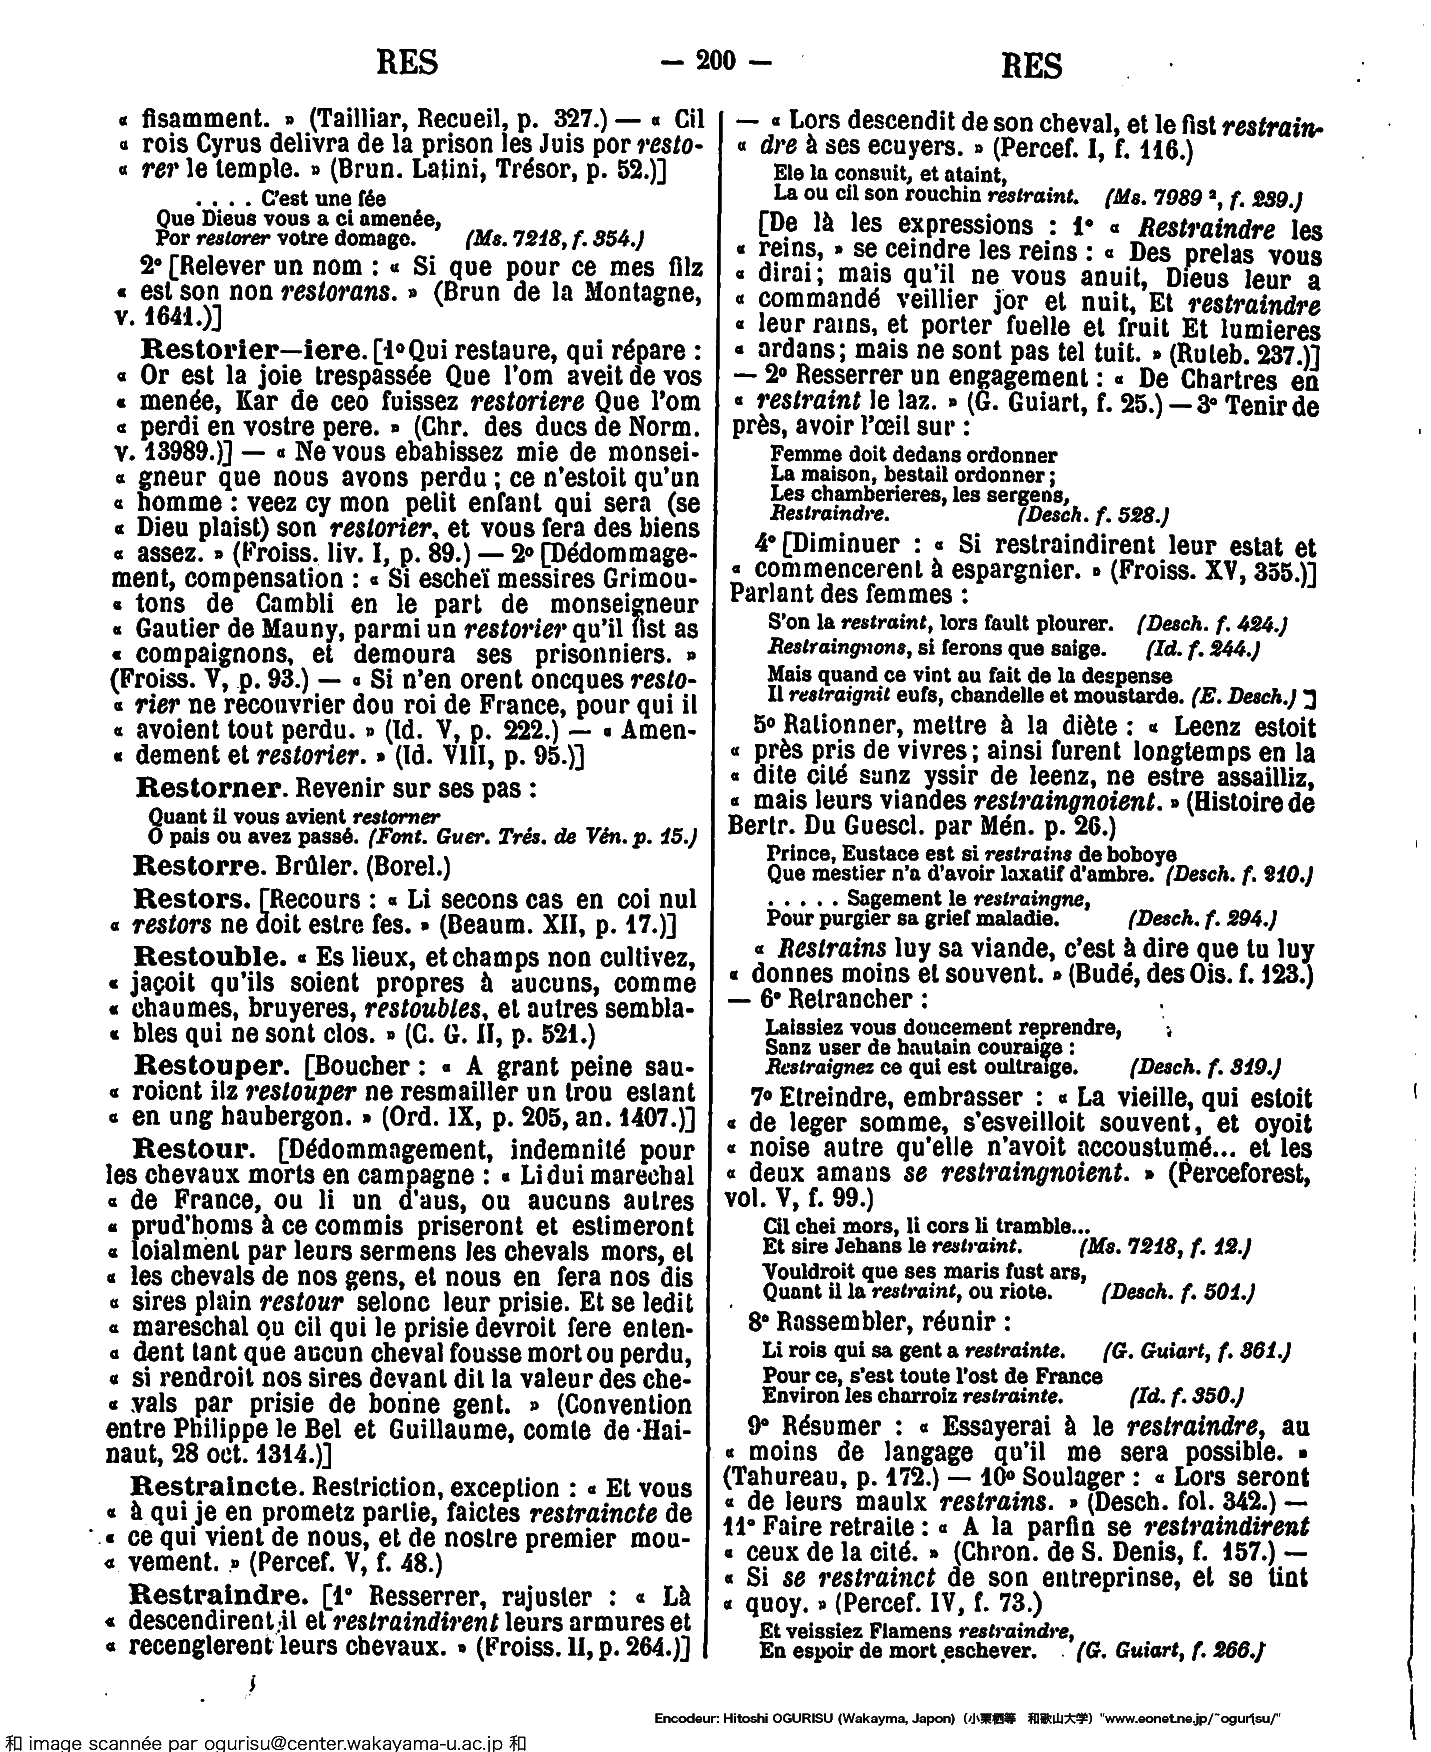 RES
— 200 —
RES
« fisamment. » (Tailliar, Recueil, p. 327.) — « Cil
« rois Cyrus delivra de la prison les Juis por resto-
« rer le temple. » (Brun. Latini, Trésor, p. 52.)]
. . . . C'est une fée
Que Dieus vous a ci amenée,
Por restorer votre domage. (Ms. 7218, f. 354.)
2° [Relever un nom : « Si que pour ce mes filz
« est son non restorans. » (Brun de la Montagne,
v. 1641.)]
Restorier—iere. [1° Qui restaure, qui répare :
« Or est la joie trespassée Que l'om aveit de vos
« menée, Kar de ceo fuissez restoriere Que l'om
« perdi en vostre pere. » (Chr. des ducs de Norm.
v. 13989.)] — « Ne vous ebahissez mie de monsei-
« gneur que nous avons perdu ; ce n'estoit qu'un
« homme : veez cy mon petit enfant qui sera (se
« Dieu plaist) son restorier, et vous fera des biens
« assez. » (Froiss. liv. I, p. 89.) — 2° [Dédommage-
ment, compensation : « Si escheï messires Grimou-
« tons de Cambli en le part de monseigneur
« Gautier de Mauny, parmi un restorier qu'il fist as
« compaignons, et demoura ses prisonniers. »
(Froiss. V, p. 93.) — « Si n'en orent oncques resto-
« rier ne recouvrier dou roi de France, pour qui il
« avoient tout perdu. » (Id. V, p. 222.) — « Amen-
« dement et restorier. » (Id. VIII, p. 95.)]
Restorner. Revenir sur ses pas :
Quant il vous avient restorner
O pais ou avez passé. (Font. Guer. Trés. de Vén. p. 15.)
Restorre. Brûler. (Borel.)
Restors. [Recours : « Li secons cas en coi nul
« restors ne doit estre fes. » (Beaum. XII, p. 17.)]
Restouble. « Es lieux, et champs non cultivez,
« jaçoit qu'ils soient propres à aucuns, comme
« chaumes, bruyeres, restoubles, et autres sembla-
« bles qui ne sont clos. » (C. G. II, p. 521.)
Restouper. [Boucher : « A grant peine sau-
« roient ilz restouper ne resmailler un trou estant
« en ung haubergon. » (Ord. IX, p. 205, an. 1407.)]
Restour. [Dédommagement, indemnité pour
les chevaux morts en campagne : « Li dui marechal
« de France, ou li un d'aus, ou aucuns autres
« prud'homs à ce commis priseront et estimeront
« loialment par leurs sermens les chevals mors, et
« les chevals de nos gens, et nous en fera nos dis
« sires plain restour selonc leur prisie. Et se ledit
« mareschal ou cil qui le prisie devroit fere enten-
« dent tant que aucun cheval fousse mort ou perdu,
« si rendroit nos sires devant dit la valeur des che-
« vals par prisie de bonne gent. » (Convention
entre Philippe le Bel et Guillaume, comte de Hai-
naut, 28 oct. 1314.)]
Restraincte. Restriction, exception : « Et vous
« à qui je en prometz partie, faictes restraincte de
« ce qui vient de nous, et de nostre premier mou-
« vement. » (Percef. V, f. 48.)
Restraindre. [1° Resserrer, rajuster : « Là
« descendirent il et restraindirent leurs armures et
« recenglerent leurs chevaux. » (Froiss. II, p. 264.)]
— « Lors descendit de son cheval, et le fist restrain-
« dre à ses ecuyers. » (Percef. I, f. 116.)
Ele la consuit, et ataint,
La ou cil son rouchin restraint. (Ms. 7989 ², f. 239.)
[De là les expressions : 1° « Restraindre les
« reins, » se ceindre les reins : « Des prelas vous
« dirai ; mais qu'il ne vous anuit, Dieus leur a
« commandé veillier jor et nuit, Et restraindre
« leur rains, et porter fuelle et fruit Et lumieres
« ardans ; mais ne sont pas tel tuit. » (Ruteb. 237.)]
— 2° Resserrer un engagement : « De Chartres en
« restraint le laz. » (G. Guiart, f. 25.) — 3° Tenir de
près, avoir l'œil sur :
Femme doit dedans ordonner
La maison, bestail ordonner ;
Les chamberieres, les sergens,
Restraindre. (Desch. f. 528.)
4° [Diminuer : « Si restraindirent leur estat et
« commencerent à espargnier. » (Froiss. XV, 355.)]
Parlant des femmes :
S'on la restraint, lors fault plourer. (Desch. f. 424.)
Restraingnons, si ferons que saige. (Id. f. 244.)
Mais quand ce vint au fait de la despense
Il restraignit eufs, chandelle et moustarde. (E. Desch.)]
5° Rationner, mettre à la diète : « Leenz estoit
« près pris de vivres ; ainsi furent longtemps en la
« dite cité sanz yssir de leenz, ne estre assailliz,
« mais leurs viandes restraingnoient. » (Histoire de
Bertr. Du Guescl. par Mén. p. 26.)
Prince, Eustace est si restrains de boboye
Que mestier n'a d'avoir laxatif d'ambre. (Desch. f. 210.)
. . . . . Sagement le restraingne,
Pour purgier sa grief maladie. (Desch. f. 294.)
« Restrains luy sa viande, c'est à dire que tu luy
« donnes moins et souvent. » (Budé, des Ois. f. 123.)
— 6° Retrancher :
Laissiez vous doucement reprendre,
Sanz user de hautain couraige :
Restraignez ce qui est oultraige. (Desch. f. 319.)
7° Etreindre, embrasser : « La vieille, qui estoit
« de leger somme, s'esveilloit souvent, et oyoit
« noise autre qu'elle n'avoit accoustumé... et les
« deux amans se restraingnoient. » (Perceforest,
vol. V, f. 99.)
Cil chei mors, li cors li tramble...
Et sire Jehans le restraint. (Ms. 7218, f. 12.)
Vouldroit que ses maris fust ars,
Quant il la restraint, ou riote. (Desch. f. 501.)
8° Rassembler, réunir :
Li rois qui sa gent a restrainte. (G. Guiart, f. 361.)
Pour ce, s'est toute l'ost de France
Environ les charroiz restrainte. (Id. f. 350.)
9° Résumer : « Essayerai à le restraindre, au
« moins de langage qu'il me sera possible. »
(Tahureau, p. 172.) — 10° Soulager : « Lors seront
« de leurs maulx restrains. » (Desch. fol. 342.) —
11° Faire retraite : « A la parfin se restraindirent
« ceux de la cité. » (Chron. de S. Denis, f. 157.) —
« Si se restrainct de son entreprinse, et se tint
« quoy. » (Percef. IV, f. 73.)
Et veissiez Flamens restraindre,
En espoir de mort eschever. (G. Guiart, f. 266.)
Encodeur: Hitoshi OGURISU (Wakayma, Japon) (小栗栖等 和歌山大学) "www.eonet.ne.jp/~ogurisu/"
和 image scannée par ogurisu@center.wakayama-u.ac.jp 和